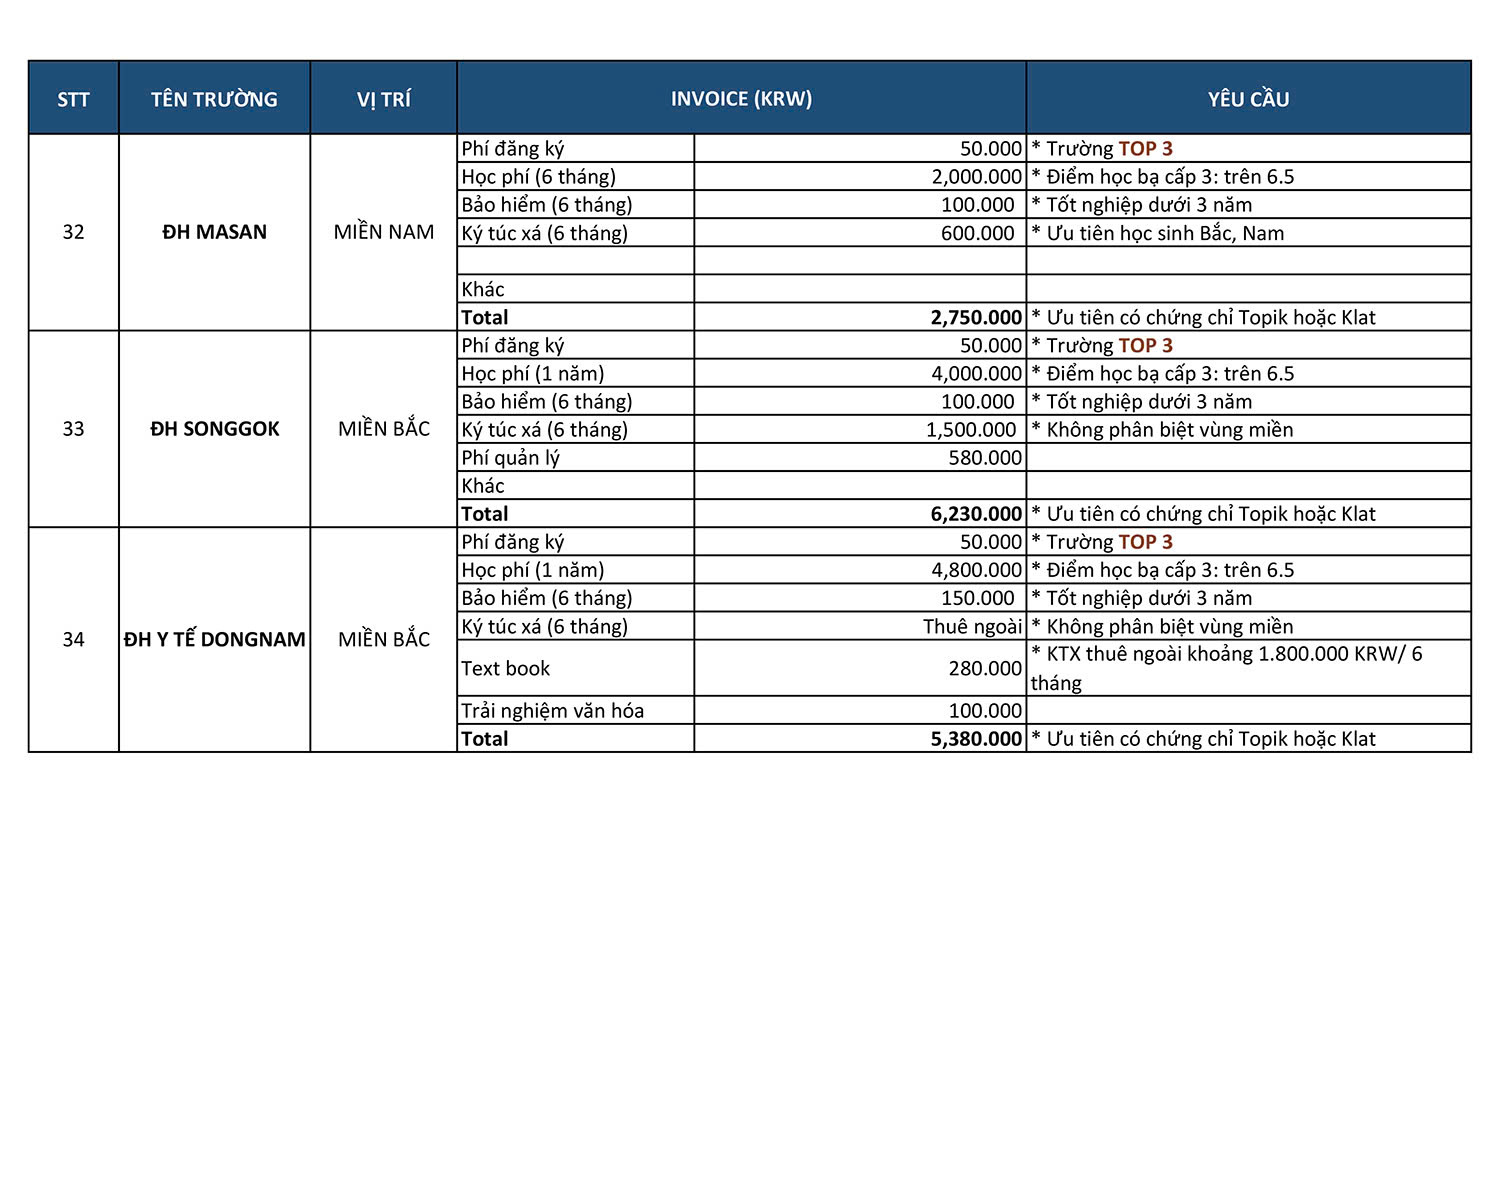 STT TÊN TRƯỜNG VỊ TRÍ INVOICE (KRW) YÊU CẦU
32 ĐH MASAN MIỀN NAM
Phí đăng ký 50.000 * Trường TOP 3
Học phí (6 tháng) 2,000.000 * Điểm học bạ cấp 3: trên 6.5
Bảo hiểm (6 tháng) 100.000 * Tốt nghiệp dưới 3 năm
Ký túc xá (6 tháng) 600.000 * Ưu tiên học sinh Bắc, Nam
Khác
Total 2,750.000 * Ưu tiên có chứng chỉ Topik hoặc Klat
33 ĐH SONGGOK MIỀN BẮC
Phí đăng ký 50.000 * Trường TOP 3
Học phí (1 năm) 4,000.000 * Điểm học bạ cấp 3: trên 6.5
Bảo hiểm (6 tháng) 100.000 * Tốt nghiệp dưới 3 năm
Ký túc xá (6 tháng) 1,500.000 * Không phân biệt vùng miền
Phí quản lý 580.000
Khác
Total 6,230.000 * Ưu tiên có chứng chỉ Topik hoặc Klat
34 ĐH Y TẾ DONGNAM MIỀN BẮC
Phí đăng ký 50.000 * Trường TOP 3
Học phí (1 năm) 4,800.000 * Điểm học bạ cấp 3: trên 6.5
Bảo hiểm (6 tháng) 150.000 * Tốt nghiệp dưới 3 năm
Ký túc xá (6 tháng) Thuê ngoài * Không phân biệt vùng miền
Text book 280.000 * KTX thuê ngoài khoảng 1.800.000 KRW/ 6
tháng
Trải nghiệm văn hóa 100.000
Total 5,380.000 * Ưu tiên có chứng chỉ Topik hoặc Klat